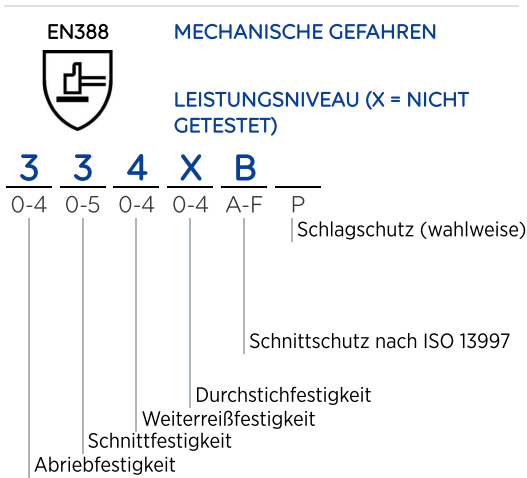 EN388
MECHANISCHE GEFAHREN
LEISTUNGSNIVEAU (X = NICHT
GETESTET)
3 3 4 X B
0-4 0-5 0-4 0-4 A-F P
Schlagschutz (wahlweise)
Schnittschutz nach ISO 13997
Durchstichfestigkeit
Weiterreißfestigkeit
Schnittfestigkeit
Abriebfestigkeit